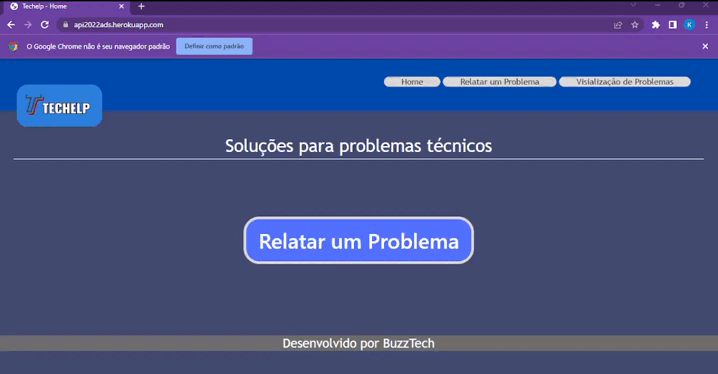 Techelp - Home
api2022ads.herokuapp.com
K
O Google Chrome não é seu navegador padrão
Definir como padrão
Home
Relatar um Problema
Visialização de Problemas
TECHELP
Soluções para problemas técnicos
Relatar um Problema
Desenvolvido por BuzzTech